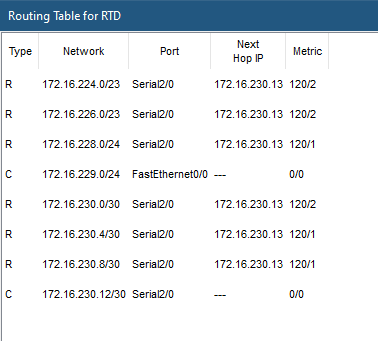 Routing Table for RTD
Type Network Port Next Hop IP Metric
R 172.16.224.0/23 Serial2/0 172.16.230.13 120/2
R 172.16.226.0/23 Serial2/0 172.16.230.13 120/2
R 172.16.228.0/24 Serial2/0 172.16.230.13 120/1
C 172.16.229.0/24 FastEthernet0/0 --- 0/0
R 172.16.230.0/30 Serial2/0 172.16.230.13 120/2
R 172.16.230.4/30 Serial2/0 172.16.230.13 120/1
R 172.16.230.8/30 Serial2/0 172.16.230.13 120/1
C 172.16.230.12/30 Serial2/0 --- 0/0